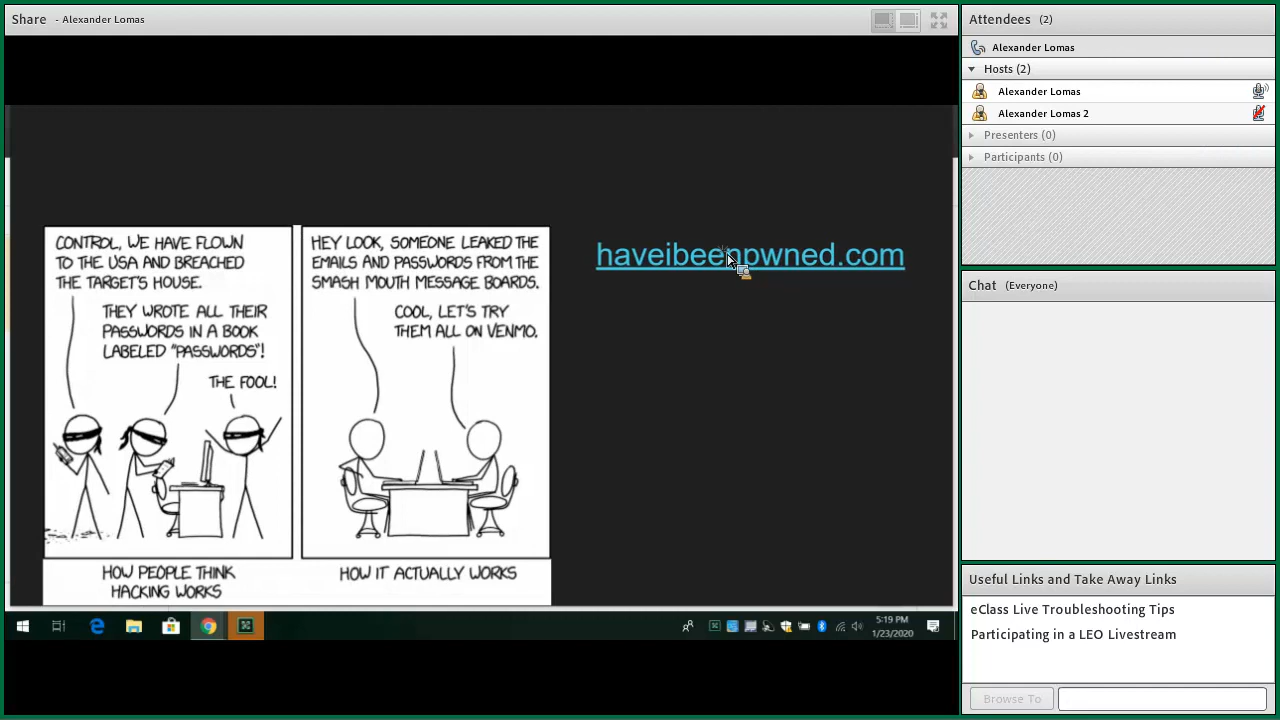 Share - Alexander Lomas
CONTROL, WE HAVE FLOWN
TO THE USA AND BREACHED
THE TARGET'S HOUSE.
THEY WROTE ALL THEIR
PASSWORDS IN A BOOK
LABELED "PASSWORDS"!
THE FOOL!
HOW PEOPLE THINK
HACKING WORKS
HEY LOOK, SOMEONE LEAKED THE
EMAILS AND PASSWORDS FROM THE
SMASH MOUTH MESSAGE BOARDS.
COOL, LET'S TRY
THEM ALL ON VENMO.
HOW IT ACTUALLY WORKS
haveibeenpwned.com
5:19 PM
1/23/2020
Attendees (2)
Alexander Lomas
Hosts (2)
Alexander Lomas
Alexander Lomas 2
Presenters (0)
Participants (0)
Chat (Everyone)
Useful Links and Take Away Links
eClass Live Troubleshooting Tips
Participating in a LEO Livestream
Browse To